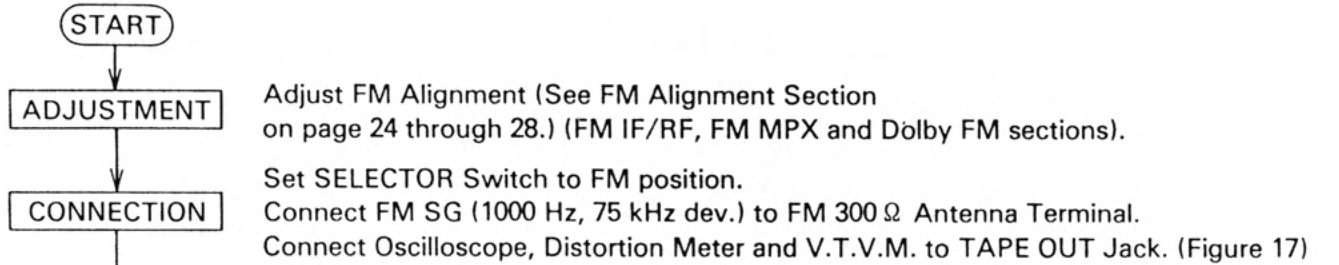 START
ADJUSTMENT
Adjust FM Alignment (See FM Alignment Section
on page 24 through 28.) (FM IF/RF, FM MPX and Dolby FM sections).
CONNECTION
Set SELECTOR Switch to FM position.
Connect FM SG (1000 Hz, 75 kHz dev.) to FM 300 Ω Antenna Terminal.
Connect Oscilloscope, Distortion Meter and V.T.V.M. to TAPE OUT Jack. (Figure 17)